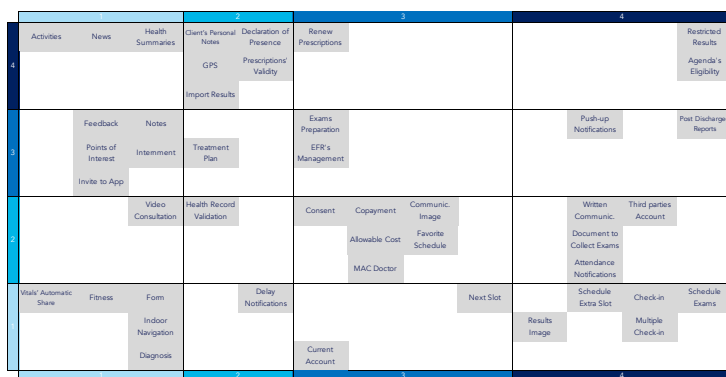 1 2 3 4
4
Activities News Health Summaries Client's Personal Notes Declaration of Presence Renew Prescriptions Restricted Results
GPS Prescriptions' Validity Agenda's Eligibility
Import Results
3
Feedback Notes Exams Preparation Push-up Notifications Post Discharge Reports
Points of Interest Internment Treatment Plan EFR's Management
Invite to App
2
Video Consultation Health Record Validation Consent Copayment Communic. Image Written Communic. Third parties Account
Allowable Cost Favorite Schedule Document to Collect Exams
MAC Doctor Attendance Notifications
1
Vitals' Automatic Share Fitness Form Delay Notifications Next Slot Schedule Extra Slot Check-in Schedule Exams
Indoor Navigation Results Image Multiple Check-in
Diagnosis Current Account
1 2 3 4